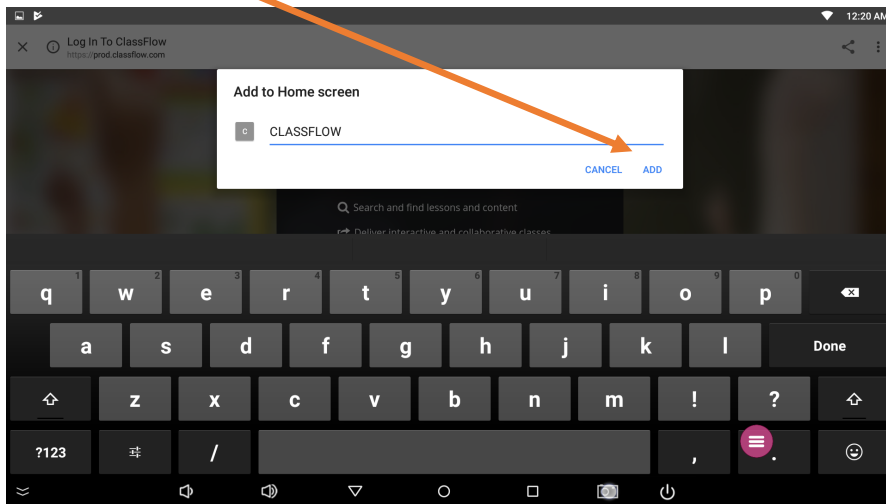 12:20 AM
Log In To ClassFlow
https://prod.classflow.com
Add to Home screen
C CLASSFLOW
CANCEL ADD
Search and find lessons and content
Deliver interactive and collaborative classes
1 2 3 4 5 6 7 8 9 0
q w e r t y u i o p
a s d f g h j k l Done
z x c v b n m ! ?
?123 / , .